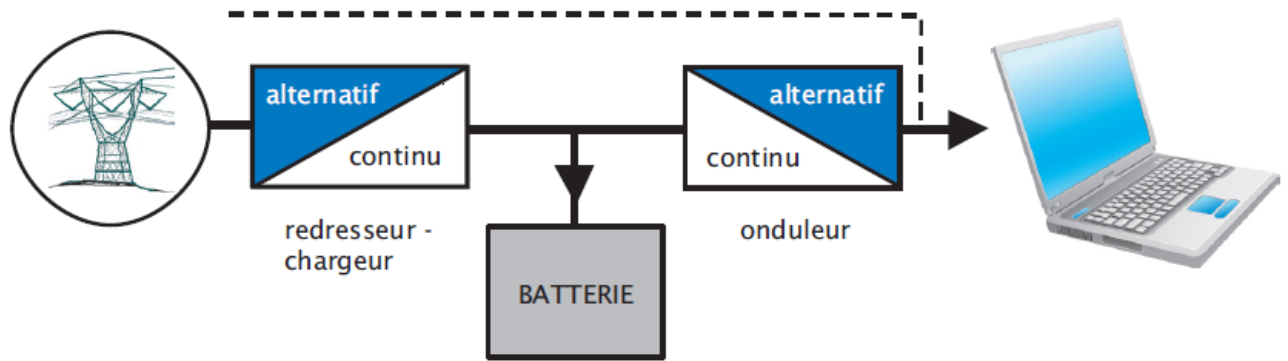 alternatif
continu
alternatif
continu
redresseur -
chargeur
onduleur
BATTERIE